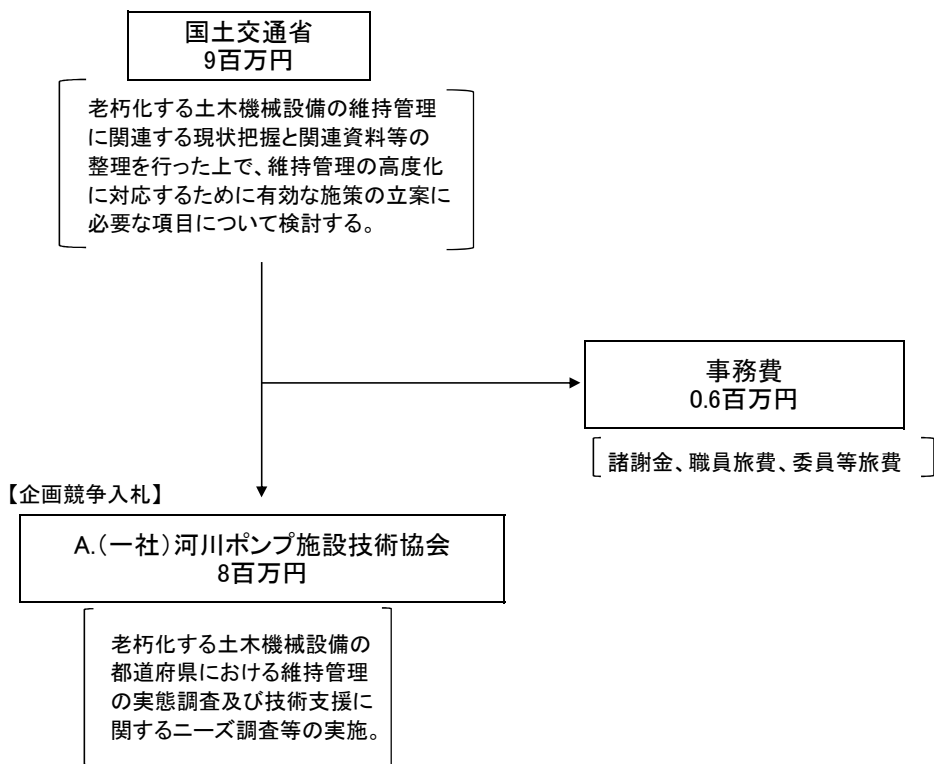 国土交通省
9百万円
老朽化する土木機械設備の維持管理
に関連する現状把握と関連資料等の
整理を行った上で、維持管理の高度化
に対応するために有効な施策の立案に
必要な項目について検討する。
事務費
0.6百万円
諸謝金、職員旅費、委員等旅費
【企画競争入札】
A.(一社)河川ポンプ施設技術協会
8百万円
老朽化する土木機械設備の
都道府県における維持管理
の実態調査及び技術支援に
関するニーズ調査等の実施。